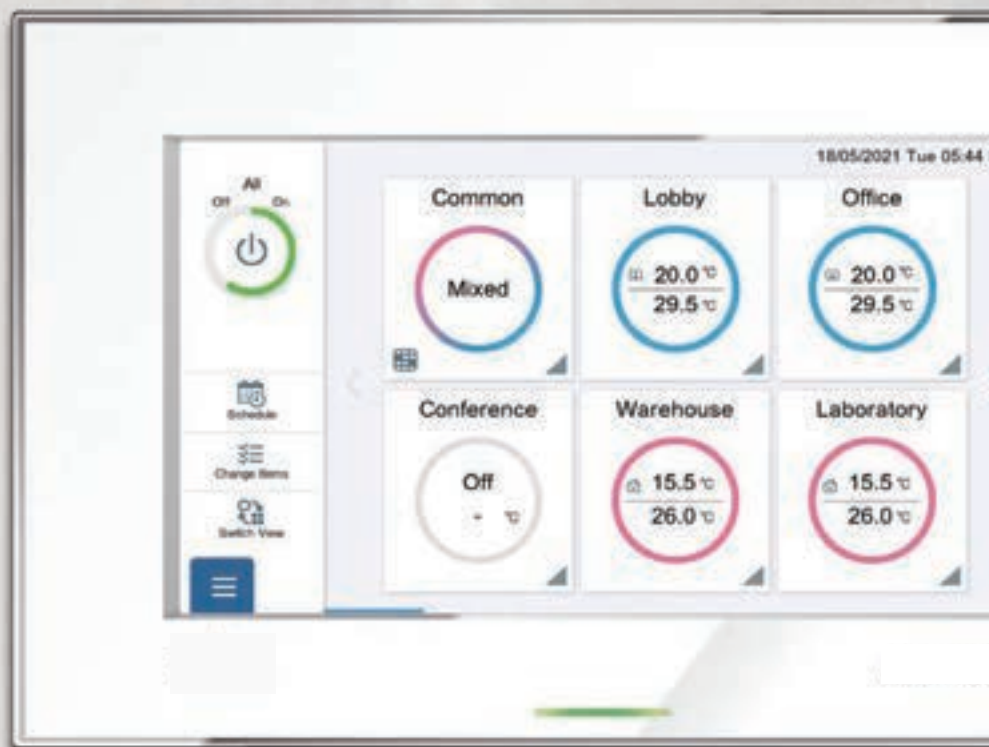 18/05/2021 Tue 05:44
All
Off On
Schedule
Change Items
Switch View
Common
Mixed
Lobby
20.0 ℃
29.5 ℃
Office
20.0 ℃
29.5 ℃
Conference
Off
- ℃
Warehouse
15.5 ℃
26.0 ℃
Laboratory
15.5 ℃
26.0 ℃